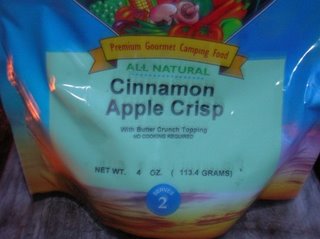 Premium Gourmet Camping Food
ALL NATURAL
Cinnamon
Apple Crisp
With Butter Crunch Topping
NO COOKING REQUIRED
NET WT. 4 OZ. ( 113.4 GRAMS)
SERVES
2